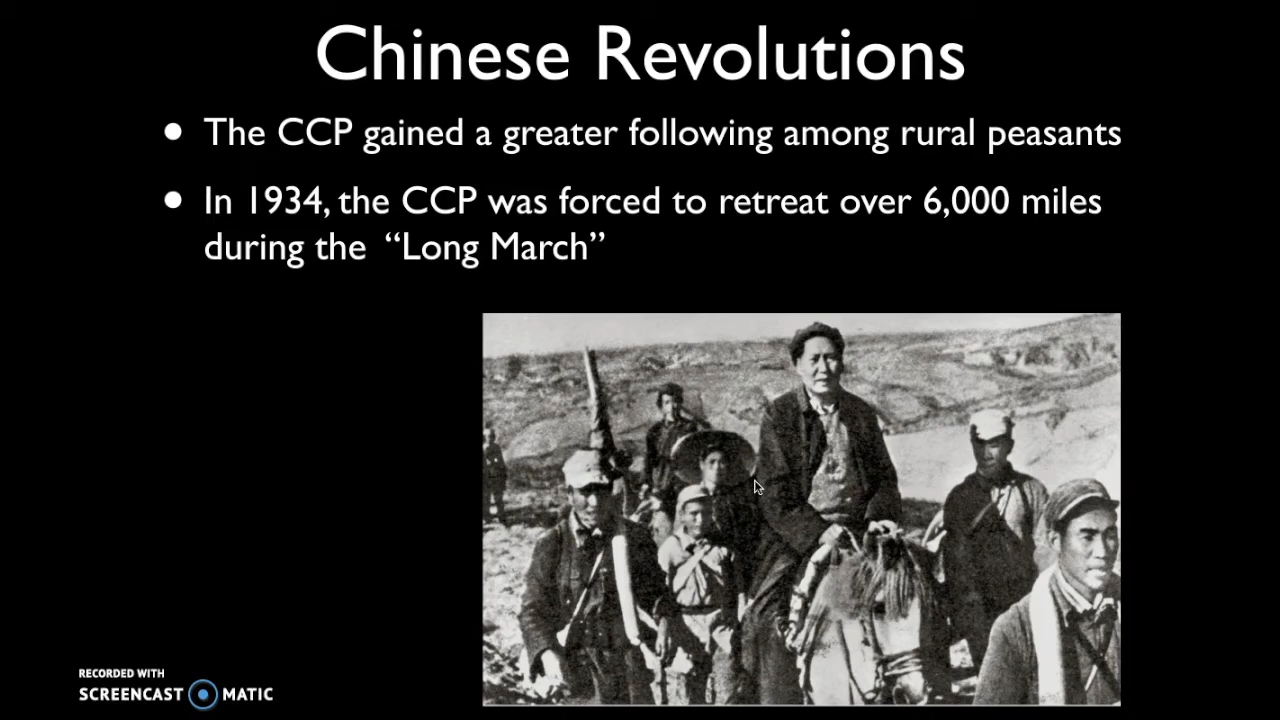 Chinese Revolutions
• The CCP gained a greater following among rural peasants
• In 1934, the CCP was forced to retreat over 6,000 miles
during the “Long March”
RECORDED WITH
SCREENCAST MATIC